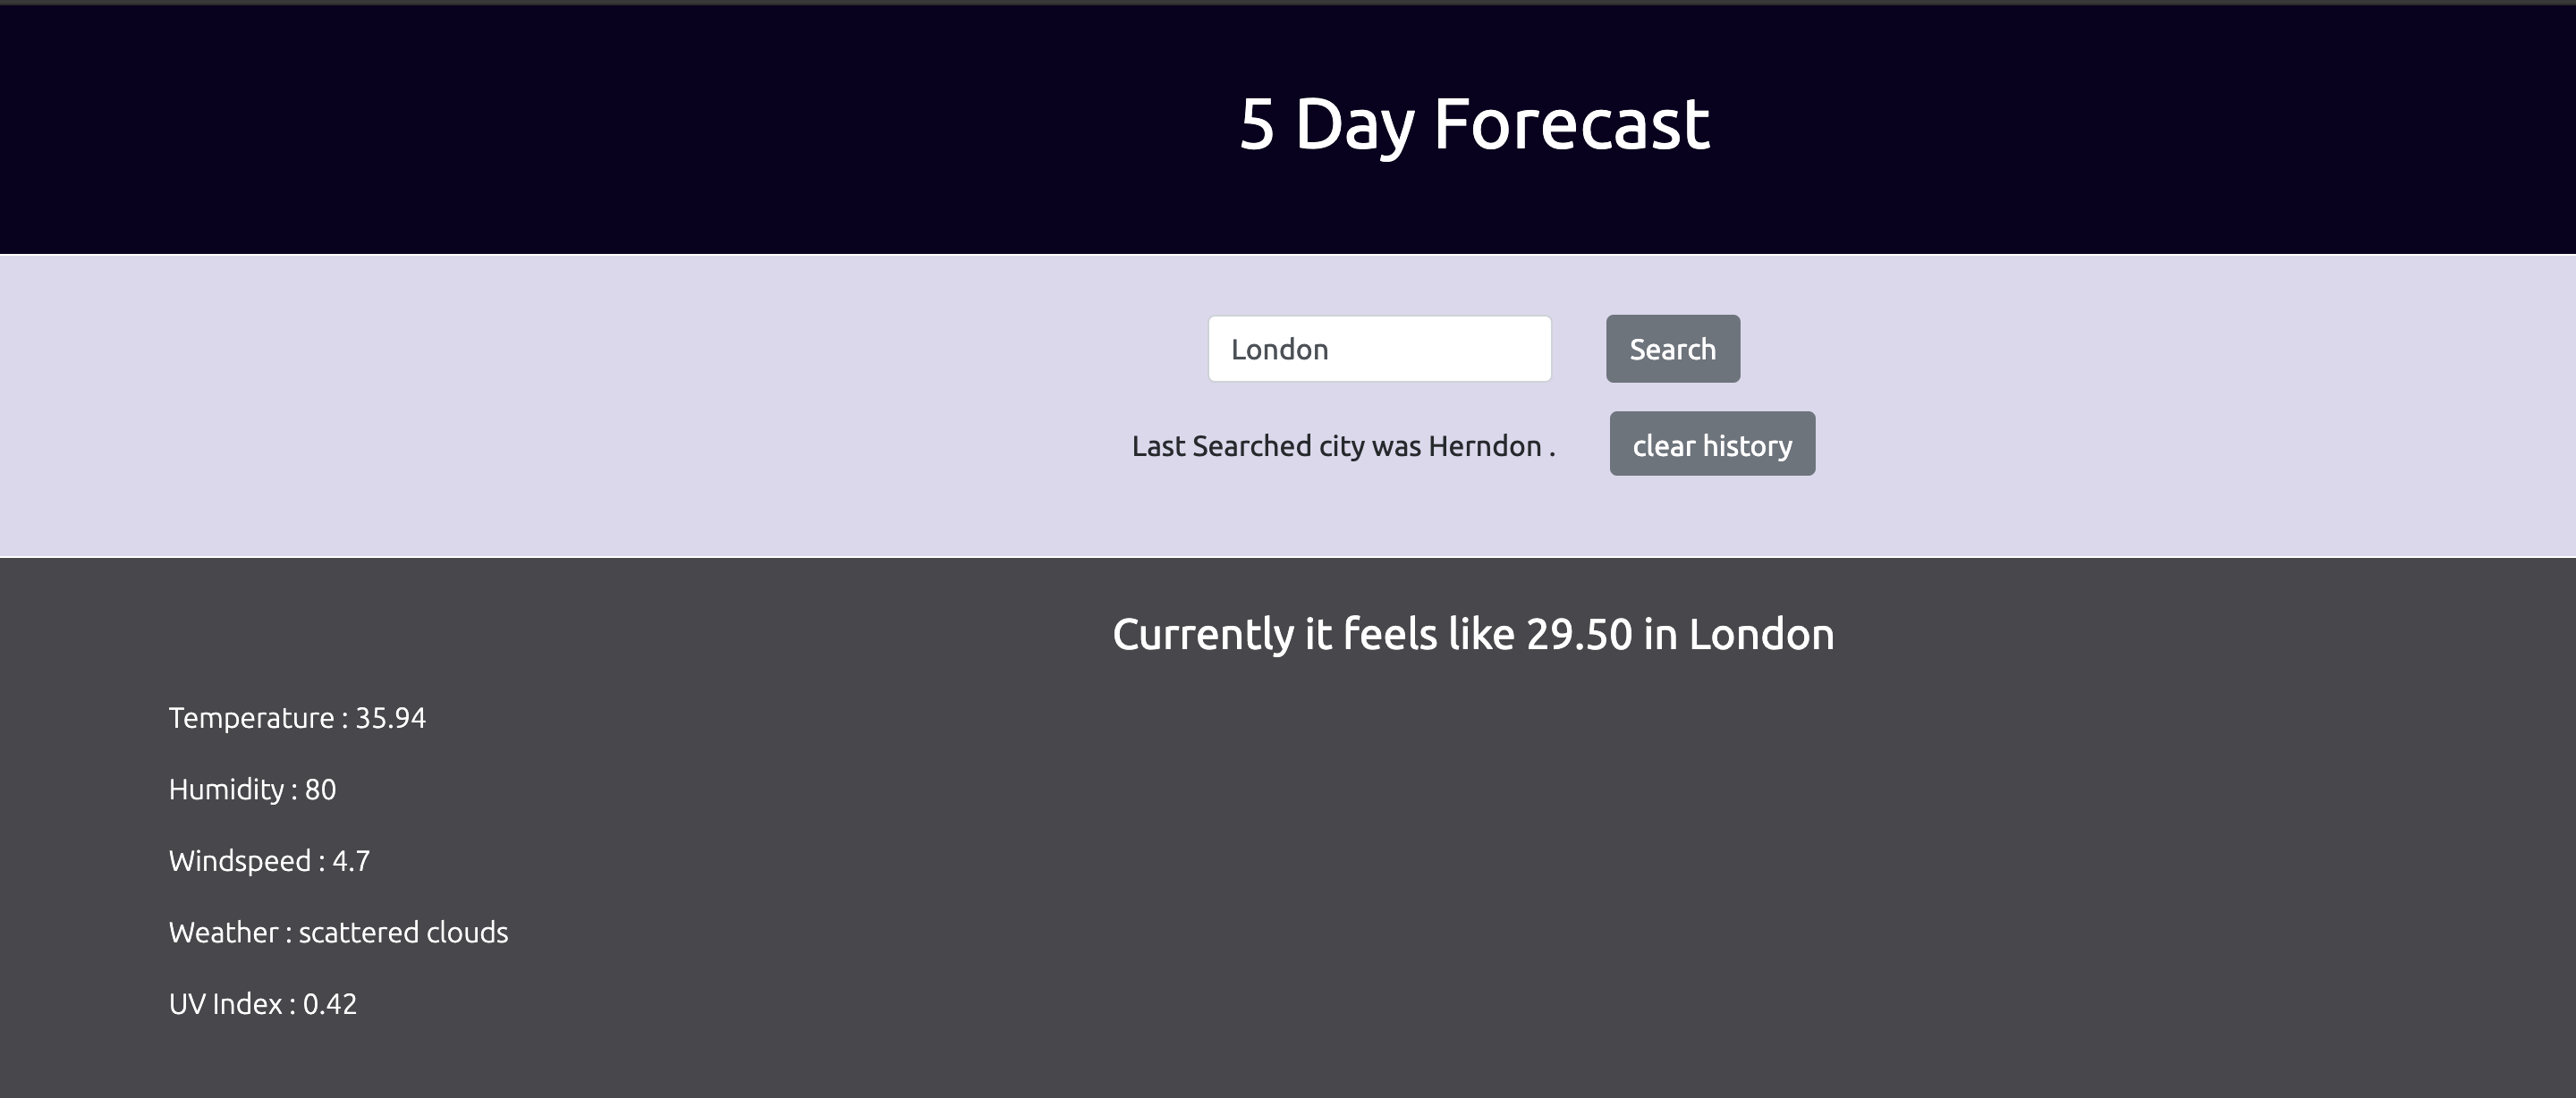 5 Day Forecast
London
Search
Last Searched city was Herndon .
clear history
Currently it feels like 29.50 in London
Temperature : 35.94
Humidity : 80
Windspeed : 4.7
Weather : scattered clouds
UV Index : 0.42